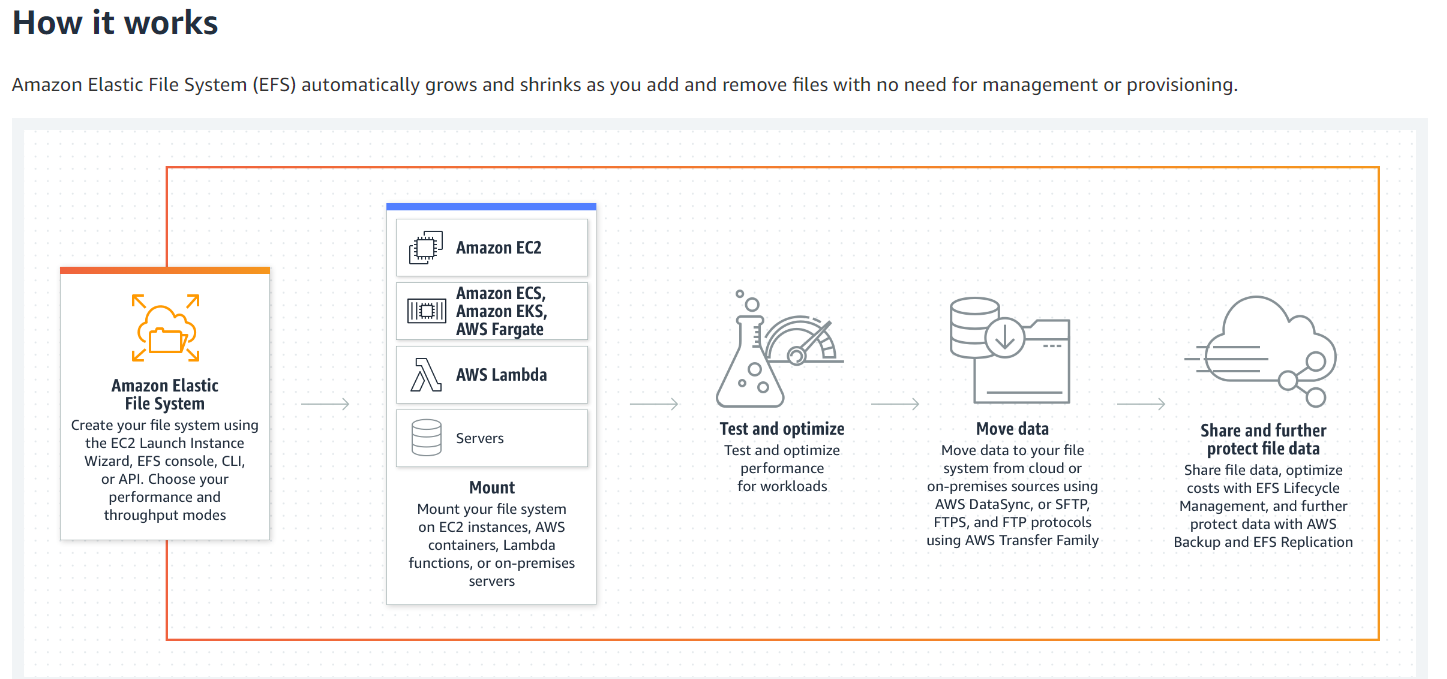 How it works
Amazon Elastic File System (EFS) automatically grows and shrinks as you add and remove files with no need for management or provisioning.
Amazon Elastic
File System
Create your file system using
the EC2 Launch Instance
Wizard, EFS console, CLI,
or API. Choose your
performance and
throughput modes
Amazon EC2
Amazon ECS,
Amazon EKS,
AWS Fargate
AWS Lambda
Servers
Mount
Mount your file system
on EC2 instances, AWS
containers, Lambda
functions, or on-premises
servers
Test and optimize
Test and optimize
performance
for workloads
Move data
Move data to your file
system from cloud or
on-premises sources using
AWS DataSync, or SFTP,
FTPS, and FTP protocols
using AWS Transfer Family
Share and further
protect file data
Share file data, optimize
costs with EFS Lifecycle
Management, and further
protect data with AWS
Backup and EFS Replication